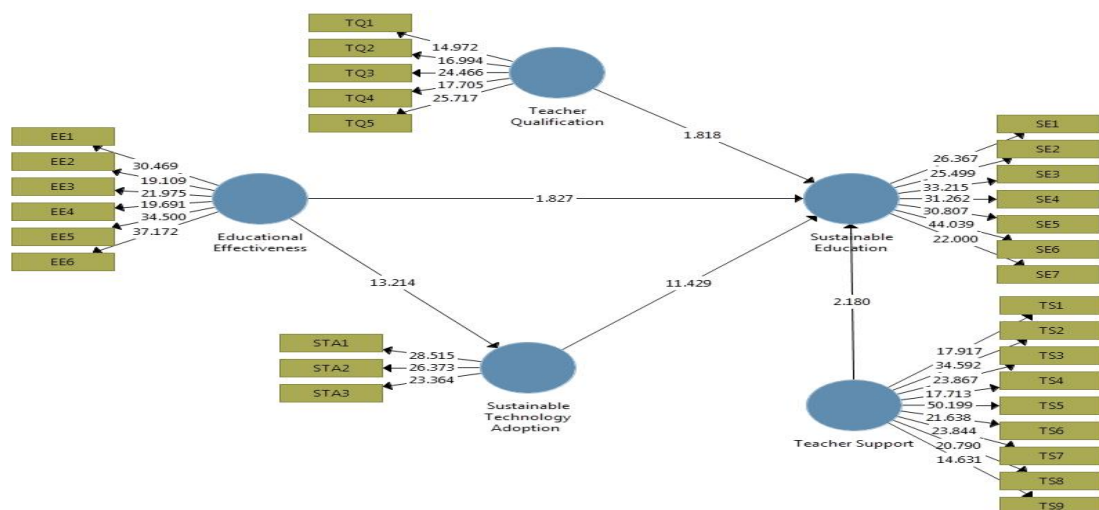 TQ1
TQ2
TQ3
TQ4
TQ5
14.972
16.994
24.466
17.705
25.717
Teacher
Qualification
1.818
EE1
EE2
EE3
EE4
EE5
EE6
30.469
19.109
21.975
19.691
34.500
37.172
Educational
Effectiveness
1.827
13.214
SE1
SE2
SE3
SE4
SE5
SE6
SE7
26.367
25.499
33.215
31.262
30.807
44.039
22.000
Sustainable
Education
11.429
2.180
STA1
STA2
STA3
28.515
26.373
23.364
Sustainable
Technology
Adoption
TS1
TS2
TS3
TS4
TS5
TS6
TS7
TS8
TS9
17.917
34.592
23.867
17.713
50.199
21.638
23.844
20.790
14.631
Teacher Support